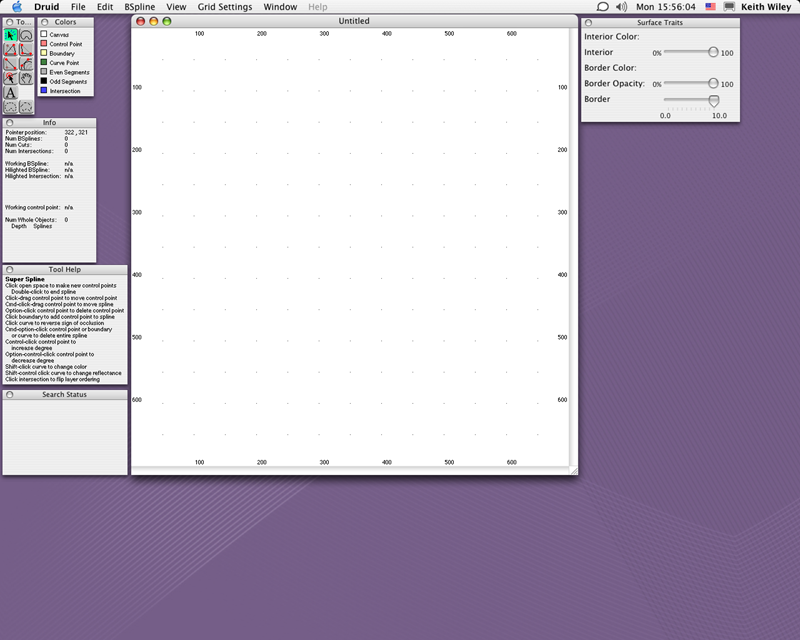 Druid File Edit BSpline View Grid Settings Window Help Mon 15:56:04 Keith Wiley
To...
A
Colors
Canvas
Control Point
Boundary
Curve Point
Even Segments
Odd Segments
Intersection
Info
Pointer position: 322 , 321
Num BSplines: 0
Num Cuts: 0
Num Intersections: 0
Working BSpline: n/a
Hilighted BSpline: n/a
Hilighted Intersection: n/a
Working control point: n/a
Num Whole Objects: 0
Depth Splines
Tool Help
Super Spline
Click open space to make new control points
Double-click to end spline
Click-drag control point to move control point
Cmd-click-drag control point to move spline
Option-click control point to delete control point
Click boundary to add control point to spline
Click curve to reverse sign of occlusion
Cmd-option-click control point or boundary
or curve to delete entire spline
Control-click control point to
increase degree
Option-control-click control point to
decrease degree
Shift-click curve to change color
Shift-control click curve to change reflectance
Click intersection to flip layer ordering
Search Status
Untitled
100 200 300 400 500 600
100 100
200 200
300 300
400 400
500 500
600 600
100 200 300 400 500 600
Surface Traits
Interior Color:
Interior 0% 100
Border Color:
Border Opacity: 0% 100
Border
0.0 10.0